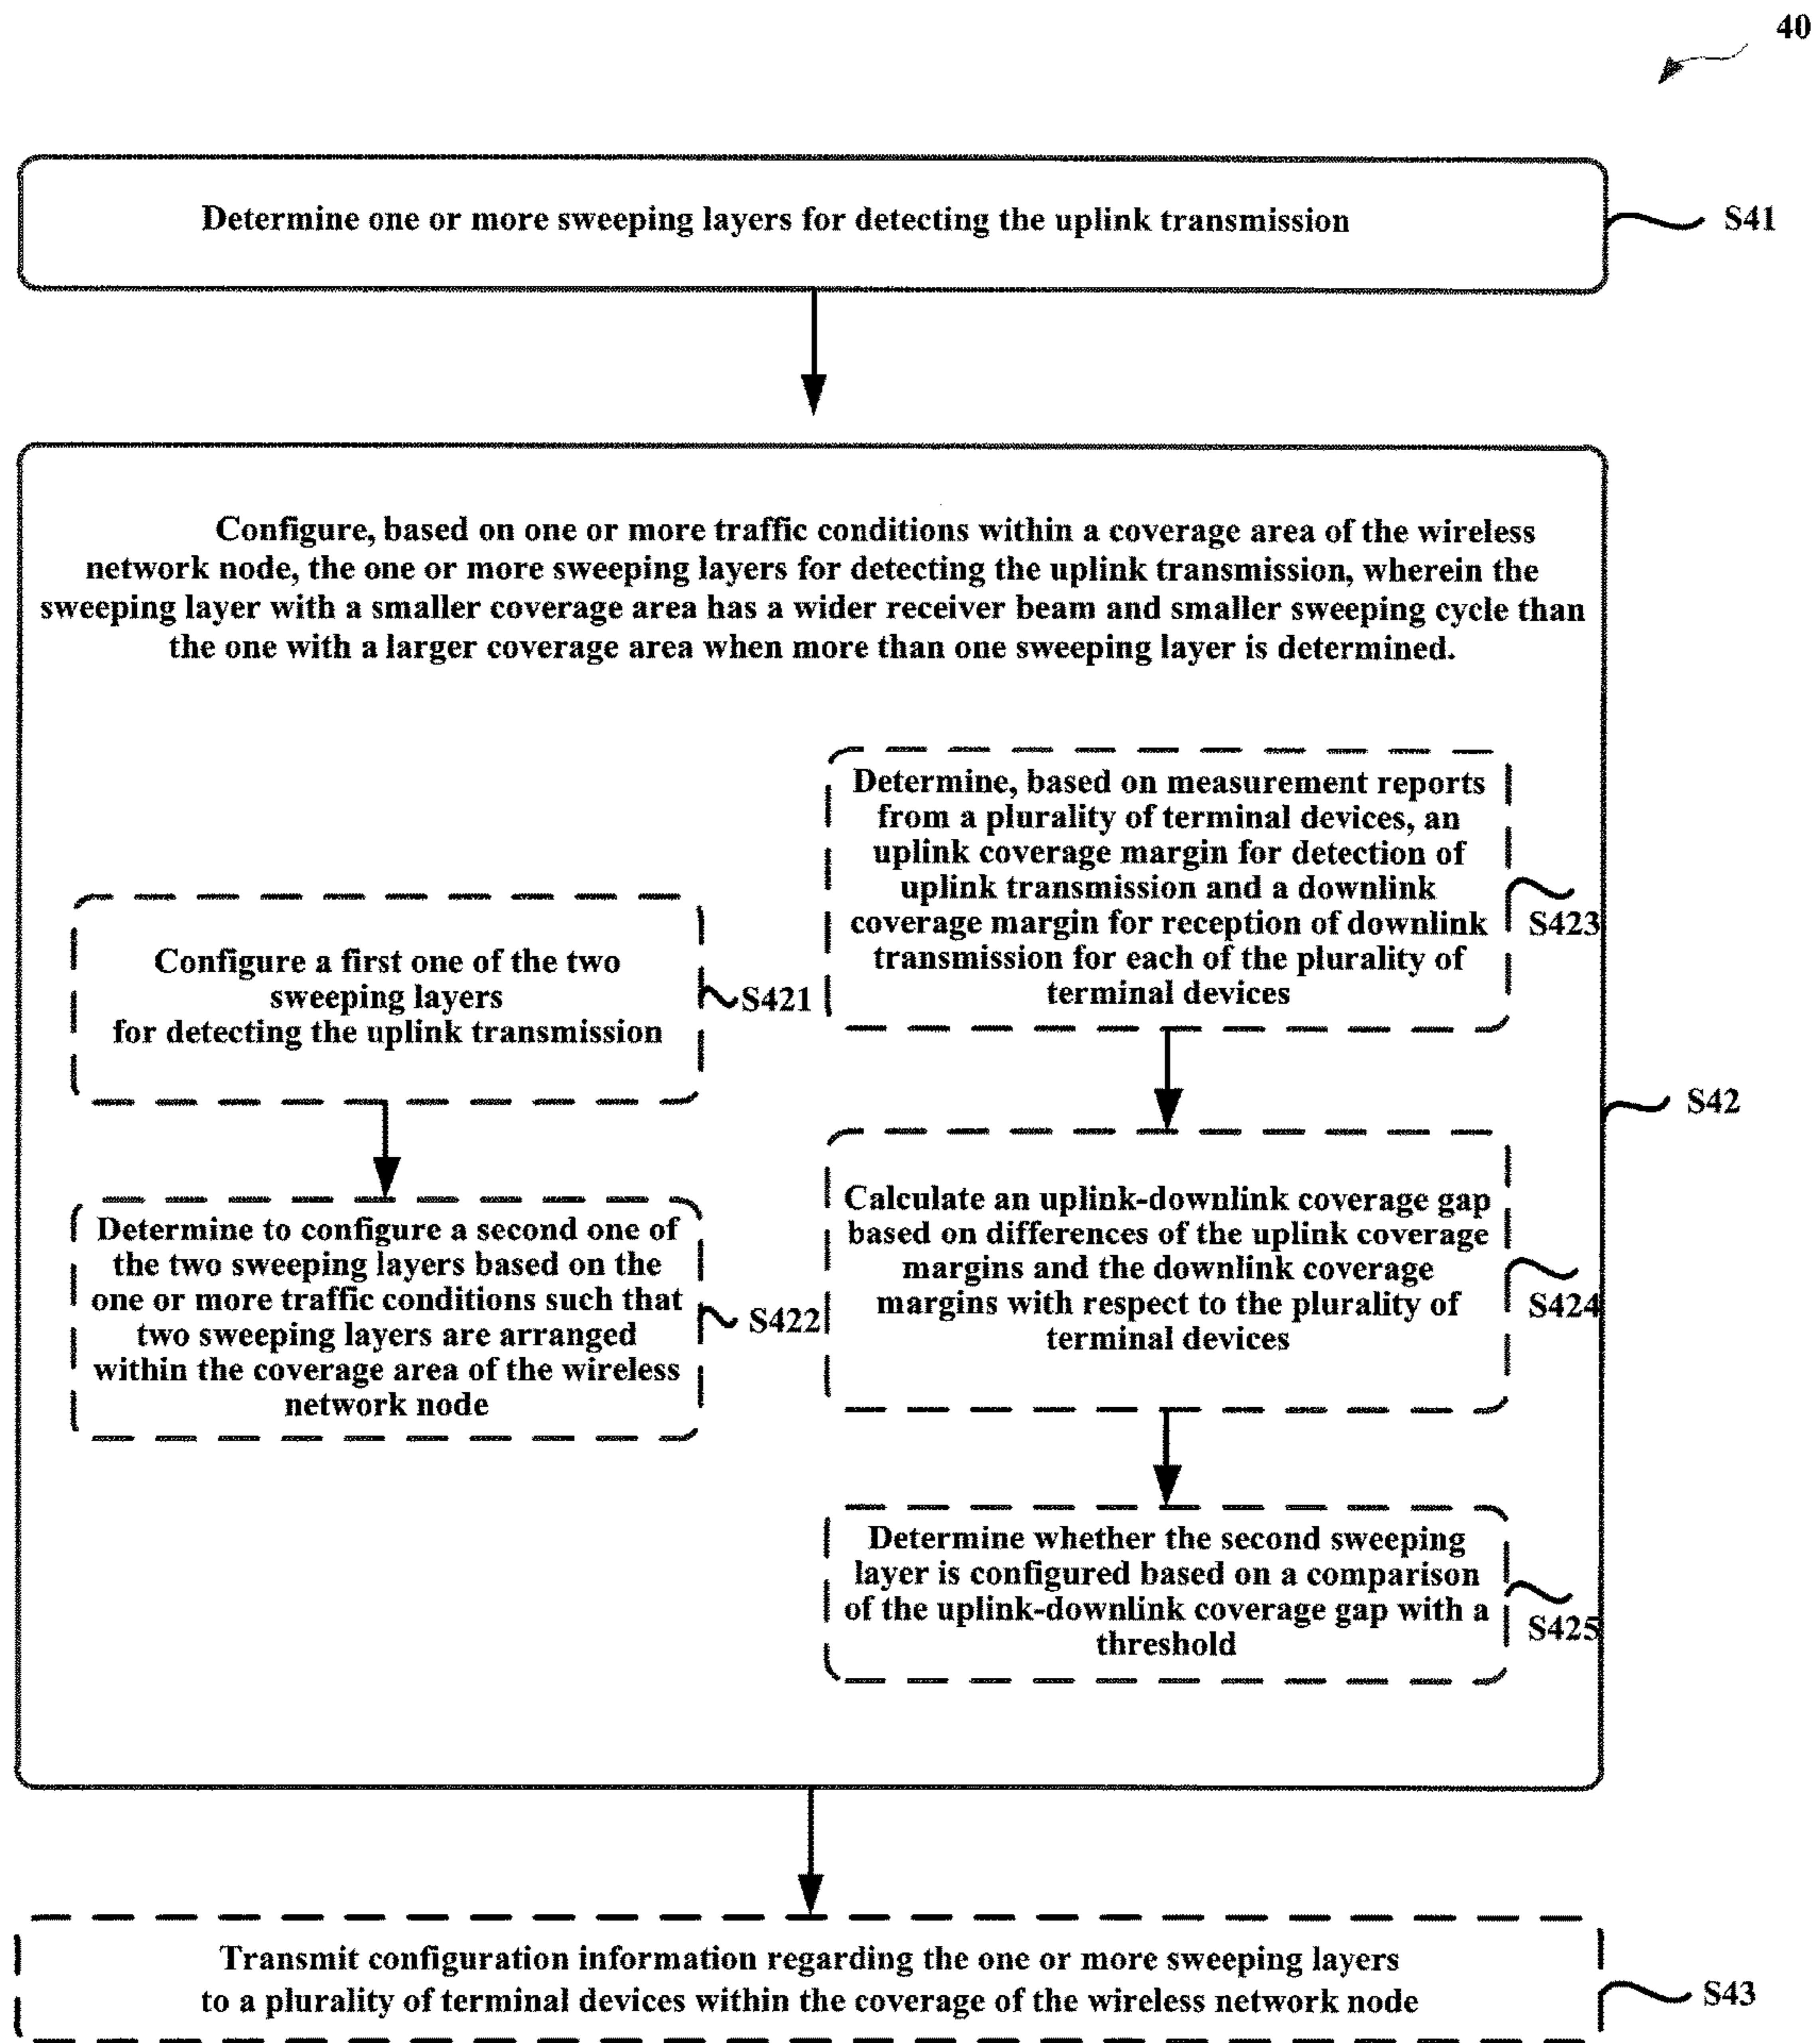 40
Determine one or more sweeping layers for detecting the uplink transmission
S41
Configure, based on one or more traffic conditions within a coverage area of the wireless
network node, the one or more sweeping layers for detecting the uplink transmission, wherein the
sweeping layer with a smaller coverage area has a wider receiver beam and smaller sweeping cycle than
the one with a larger coverage area when more than one sweeping layer is determined.
Configure a first one of the two
sweeping layers
for detecting the uplink transmission
S421
Determine to configure a second one of
the two sweeping layers based on the
one or more traffic conditions such that
two sweeping layers are arranged
within the coverage area of the wireless
network node
S422
Determine, based on measurement reports
from a plurality of terminal devices, an
uplink coverage margin for detection of
uplink transmission and a downlink
coverage margin for reception of downlink
transmission for each of the plurality of
terminal devices
S423
Calculate an uplink-downlink coverage gap
based on differences of the uplink coverage
margins and the downlink coverage
margins with respect to the plurality of
terminal devices
S424
Determine whether the second sweeping
layer is configured based on a comparison
of the uplink-downlink coverage gap with a
threshold
S425
S42
Transmit configuration information regarding the one or more sweeping layers
to a plurality of terminal devices within the coverage of the wireless network node
S43